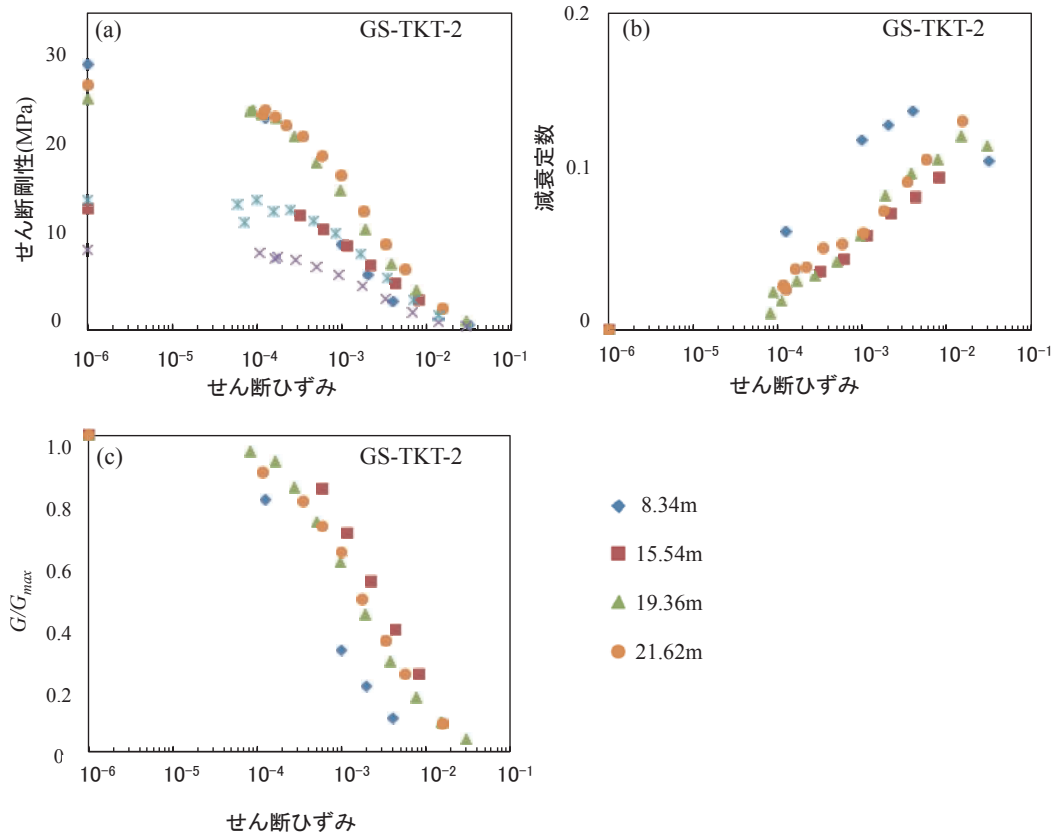 (a)
GS-TKT-2
30
20
10
0
せん断剛性(MPa)
10⁻⁶
10⁻⁵
10⁻⁴
10⁻³
10⁻²
10⁻¹
せん断ひずみ
(b)
GS-TKT-2
0.2
0.1
0
減衰定数
10⁻⁶
10⁻⁵
10⁻⁴
10⁻³
10⁻²
10⁻¹
せん断ひずみ
(c)
GS-TKT-2
1.0
0.8
0.6
0.4
0.2
0
G/Gmax
10⁻⁶
10⁻⁵
10⁻⁴
10⁻³
10⁻²
10⁻¹
せん断ひずみ
8.34m
15.54m
19.36m
21.62m